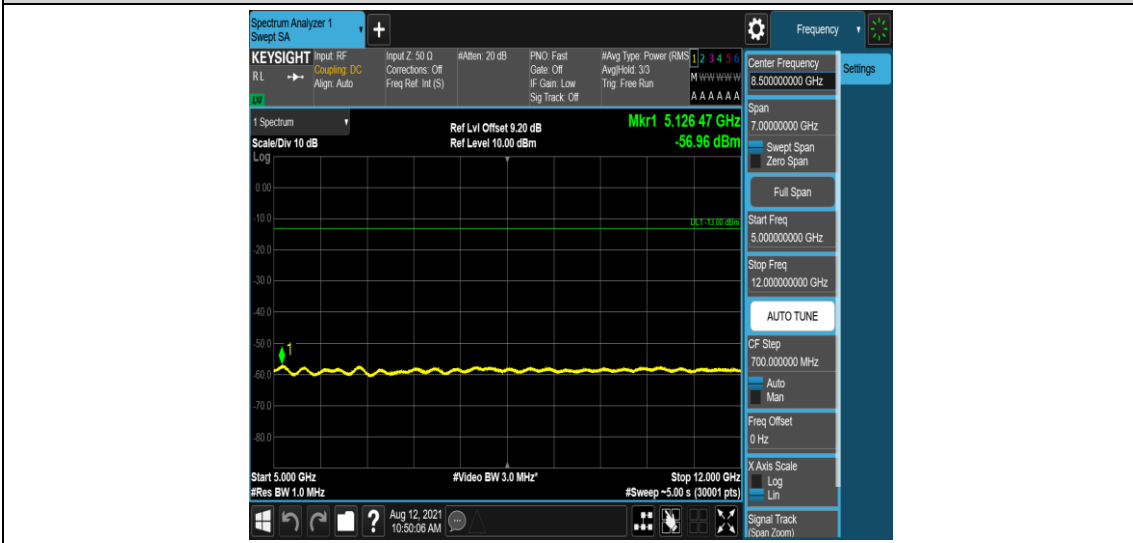 Spectrum Analyzer 1
Swept SA
+
Frequency
KEYSIGHT
RL
LXI
Input: RF
Coupling: DC
Align: Auto
Input Z: 50 Ω
Corrections: Off
Freq Ref: Int (S)
#Atten: 20 dB
PNO: Fast
Gate: Off
IF Gain: Low
Sig Track: Off
#Avg Type: Power (RMS
Avg|Hold: 3/3
Trig: Free Run
1 2 3 4 5 6
M W W W W W
A A A A A A
1 Spectrum
Scale/Div 10 dB
Ref Lvl Offset 9.20 dB
Ref Level 10.00 dBm
Mkr1 5.126 47 GHz
-56.96 dBm
Log
0.00
-10.0
DL1 -13.00 dBm
-20.0
-30.0
-40.0
-50.0
1
-60.0
-70.0
-80.0
Start 5.000 GHz
#Video BW 3.0 MHz*
Stop 12.000 GHz
#Res BW 1.0 MHz
#Sweep ~5.00 s (30001 pts)
?
Aug 12, 2021
10:50:06 AM
Center Frequency
8.500000000 GHz
Settings
Span
7.00000000 GHz
Swept Span
Zero Span
Full Span
Start Freq
5.000000000 GHz
Stop Freq
12.000000000 GHz
AUTO TUNE
CF Step
700.000000 MHz
Auto
Man
Freq Offset
0 Hz
X Axis Scale
Log
Lin
Signal Track
(Span Zoom)